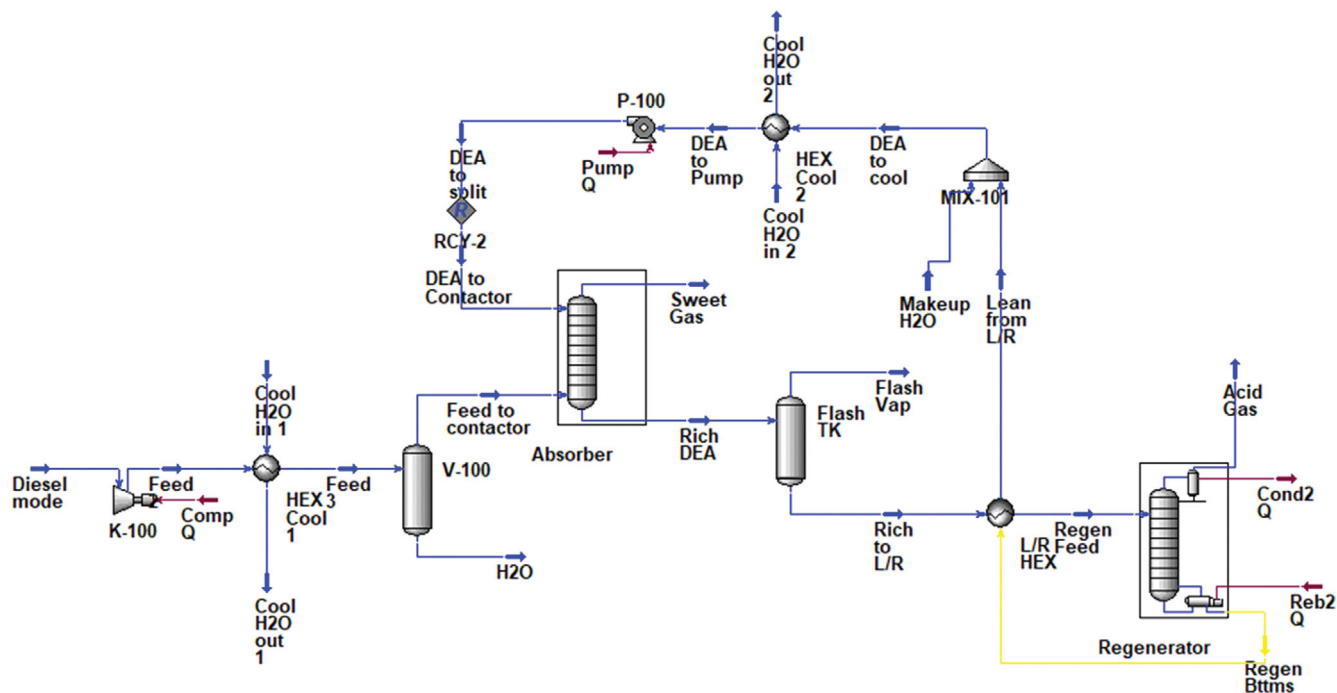 Cool
H2O
out
2
P-100
DEA
to
split
Pump
Q
DEA
to
Pump
HEX
Cool
2
DEA
to
cool
MIX-101
R
RCY-2
Cool
H2O
in 2
DEA to
Contactor
Sweet
Gas
Makeup
H2O
Lean
from
L/R
Cool
H2O
in 1
Feed to
contactor
Absorber
Rich
DEA
Flash
TK
Flash
Vap
Acid
Gas
Diesel
mode
Feed
2
K-100
Comp
Q
HEX
Cool
1
Feed
3
V-100
H2O
Cool
H2O
out
1
Rich
to
L/R
L/R
HEX
Regen
Feed
Cond2
Q
Reb2
Q
Regenerator
Regen
Bttms